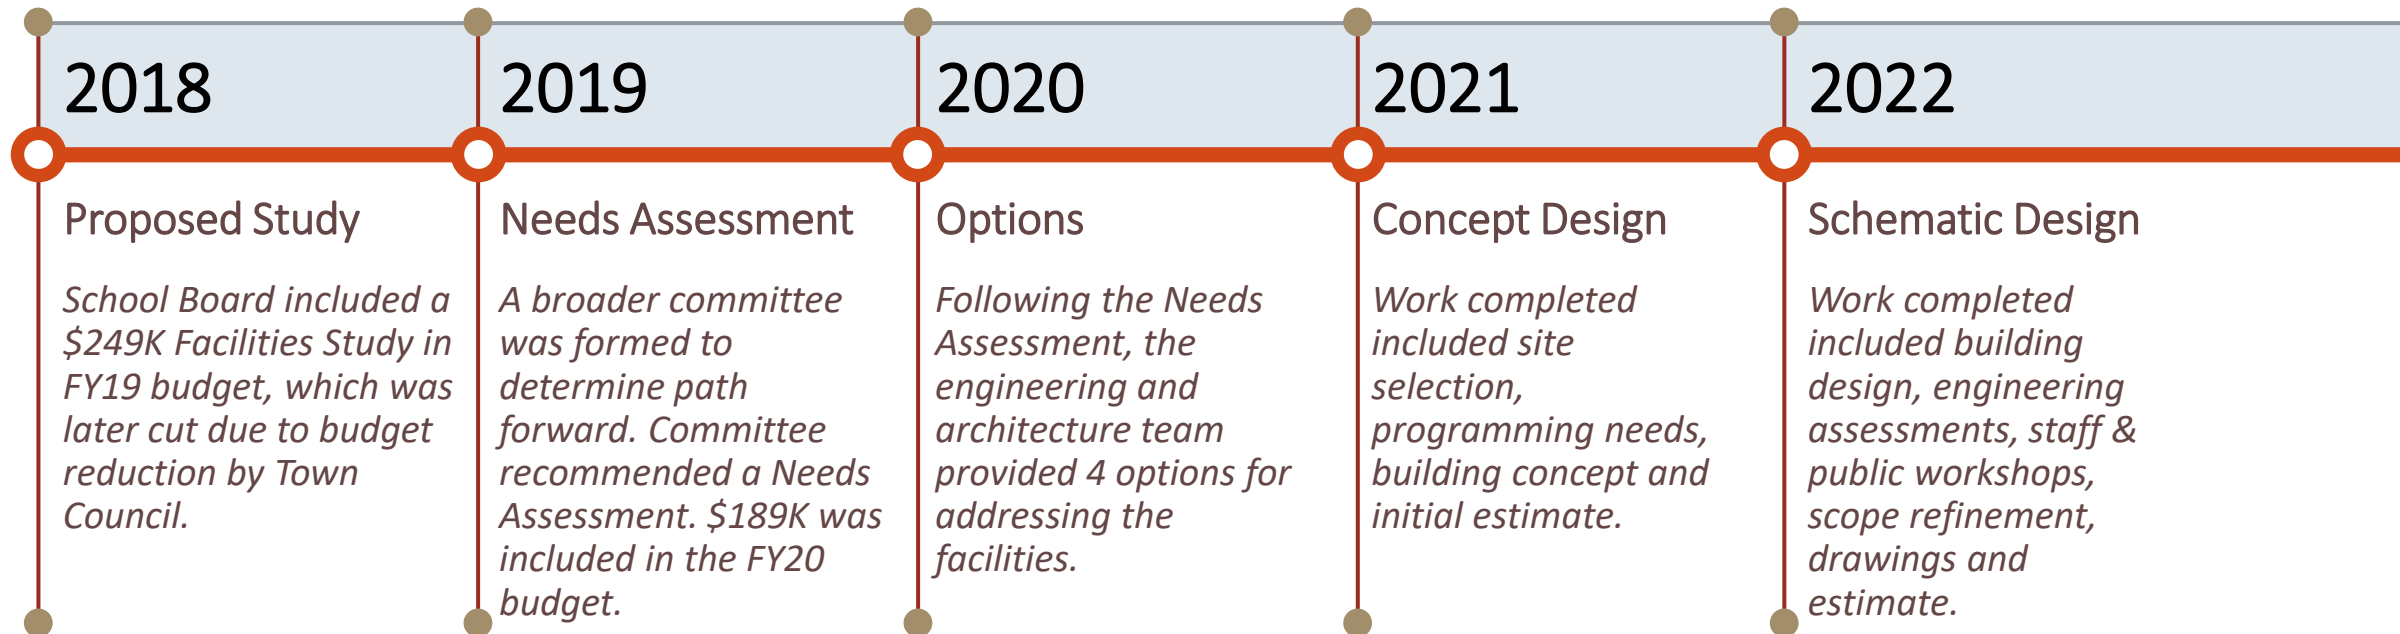 2018
Proposed Study
School Board included a
$249K Facilities Study in
FY19 budget, which was
later cut due to budget
reduction by Town
Council.
2019
Needs Assessment
A broader committee
was formed to
determine path
forward. Committee
recommended a Needs
Assessment. $189K was
included in the FY20
budget.
2020
Options
Following the Needs
Assessment, the
engineering and
architecture team
provided 4 options for
addressing the
facilities.
2021
Concept Design
Work completed
included site
selection,
programming needs,
building concept and
initial estimate.
2022
Schematic Design
Work completed
included building
design, engineering
assessments, staff &
public workshops,
scope refinement,
drawings and
estimate.